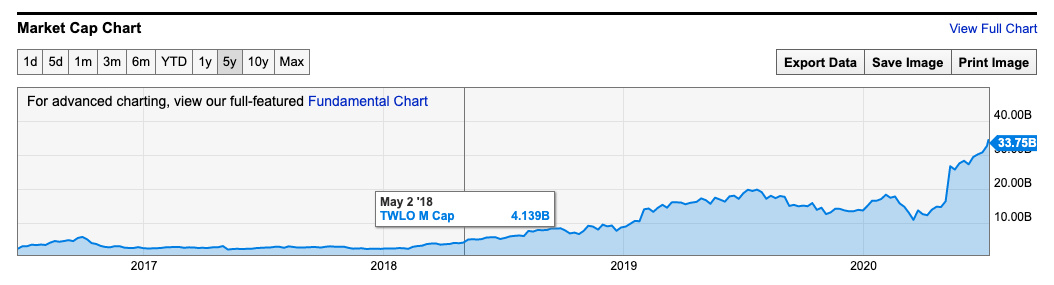 Market Cap Chart
View Full Chart
1d 5d 1m 3m 6m YTD 1y 5y 10y Max
Export Data Save Image Print Image
For advanced charting, view our full-featured Fundamental Chart
40.00B
33.75B
20.00B
May 2 '18
TWLO M Cap 4.139B
10.00B
2017 2018 2019 2020